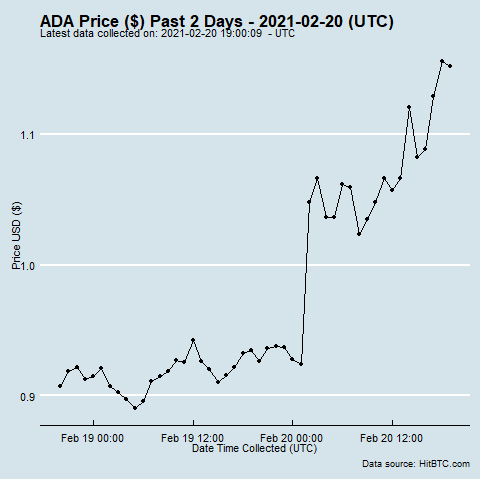 ADA Price ($) Past 2 Days - 2021-02-20 (UTC)
Latest data collected on: 2021-02-20 19:00:09 - UTC
1.1
1.0
0.9
Price USD ($)
Feb 19 00:00 Feb 19 12:00 Feb 20 00:00 Feb 20 12:00
Date Time Collected (UTC)
Data source: HitBTC.com